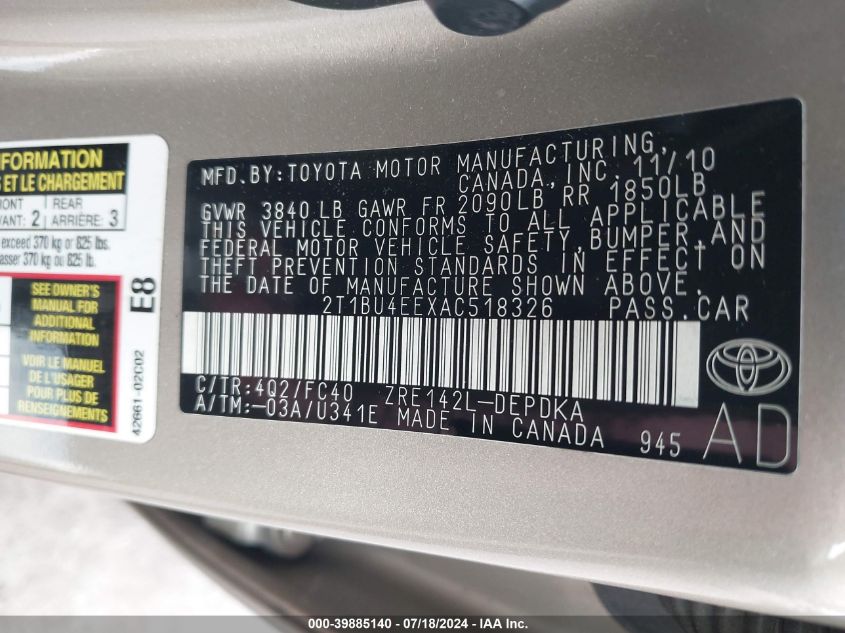 NFORMATION
ET LE CHARGEMENT
FRONT
REAR
2
ARRIÈRE: 3
exceed 370 kg or 825 lbs.
370 kg ou 825 lb.
SEE OWNER'S
MANUAL FOR
ADDITIONAL
INFORMATION
VOIR LE MANUEL
DE L'USAGER
POUR PLUS DE
RENSEIGNEMENTS
E8
42661-02C02
MFD.BY:TOYOTA MOTOR MANUFACTURING,
CANADA,INC. 11/10
GVWR 3840LB GAWR FR 2090LB RR 1850LB
THIS VEHICLE CONFORMS TO ALL APPLICABLE
FEDERAL MOTOR VEHICLE SAFETY,BUMPER,AND
THEFT PREVENTION STANDARDS IN EFFECT ON
THE DATE OF MANUFACTURE SHOWN ABOVE.
2T1BU4EEXAC518326 PASS.CAR
C/TR:4Q2/FC40 ZRE142L-DEPDKA
A/TM:-03A/U341E MADE IN CANADA 945
AD
000-39885140 - 07/18/2024 - IAA Inc.